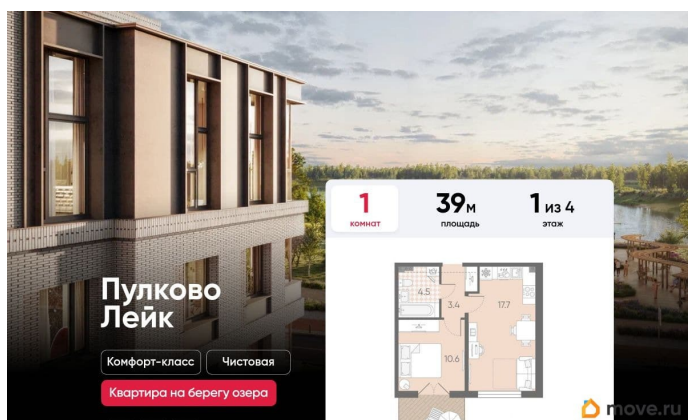 1
комнат
39м
площадь
1 из 4
этаж
4.5
3.4
17.7
10.6
Пулково
Лейк
Комфорт-класс
Чистовая
Квартира на берегу озера
move.ru